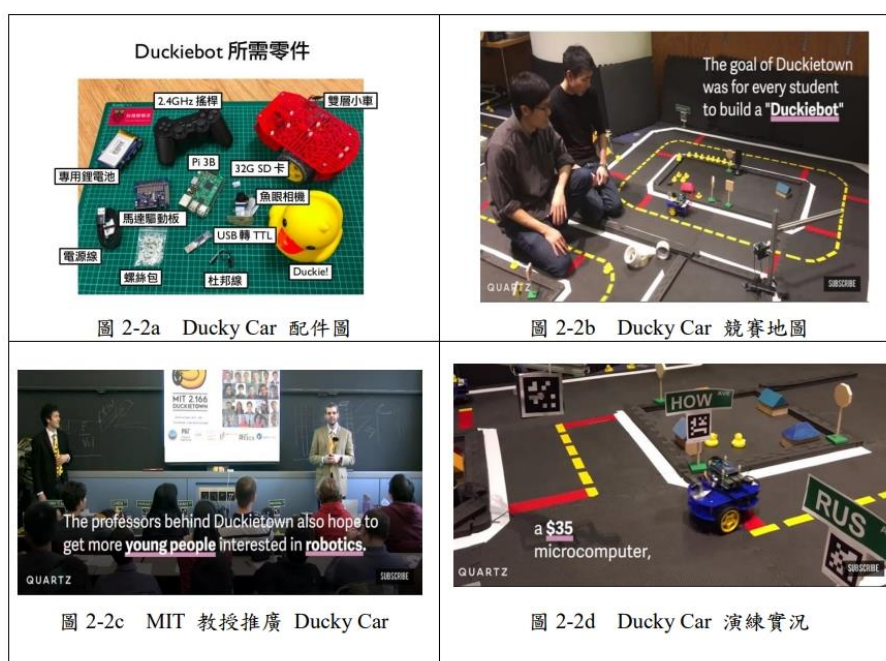 Duckiebot 所需零件
2.4GHz 搖桿
雙層小車
Pi 3B
32G SD 卡
專用鋰電池
魚眼相機
馬達驅動板
USB 轉 TTL
電源線
螺絲包
杜邦線
Duckie!
圖 2-2a Ducky Car 配件圖
The goal of Duckietown
was for every student
to build a "Duckiebot"
QUARTZ
SUBSCRIBE
圖 2-2b Ducky Car 競賽地圖
MIT 2.166
DUCKIETOWN
The professors behind Duckietown also hope to
get more young people interested in robotics.
QUARTZ
SUBSCRIBE
圖 2-2c MIT 教授推廣 Ducky Car
HOW AVE
RUS
a $35
microcomputer,
QUARTZ
SUBSCRIBE
圖 2-2d Ducky Car 演練實況